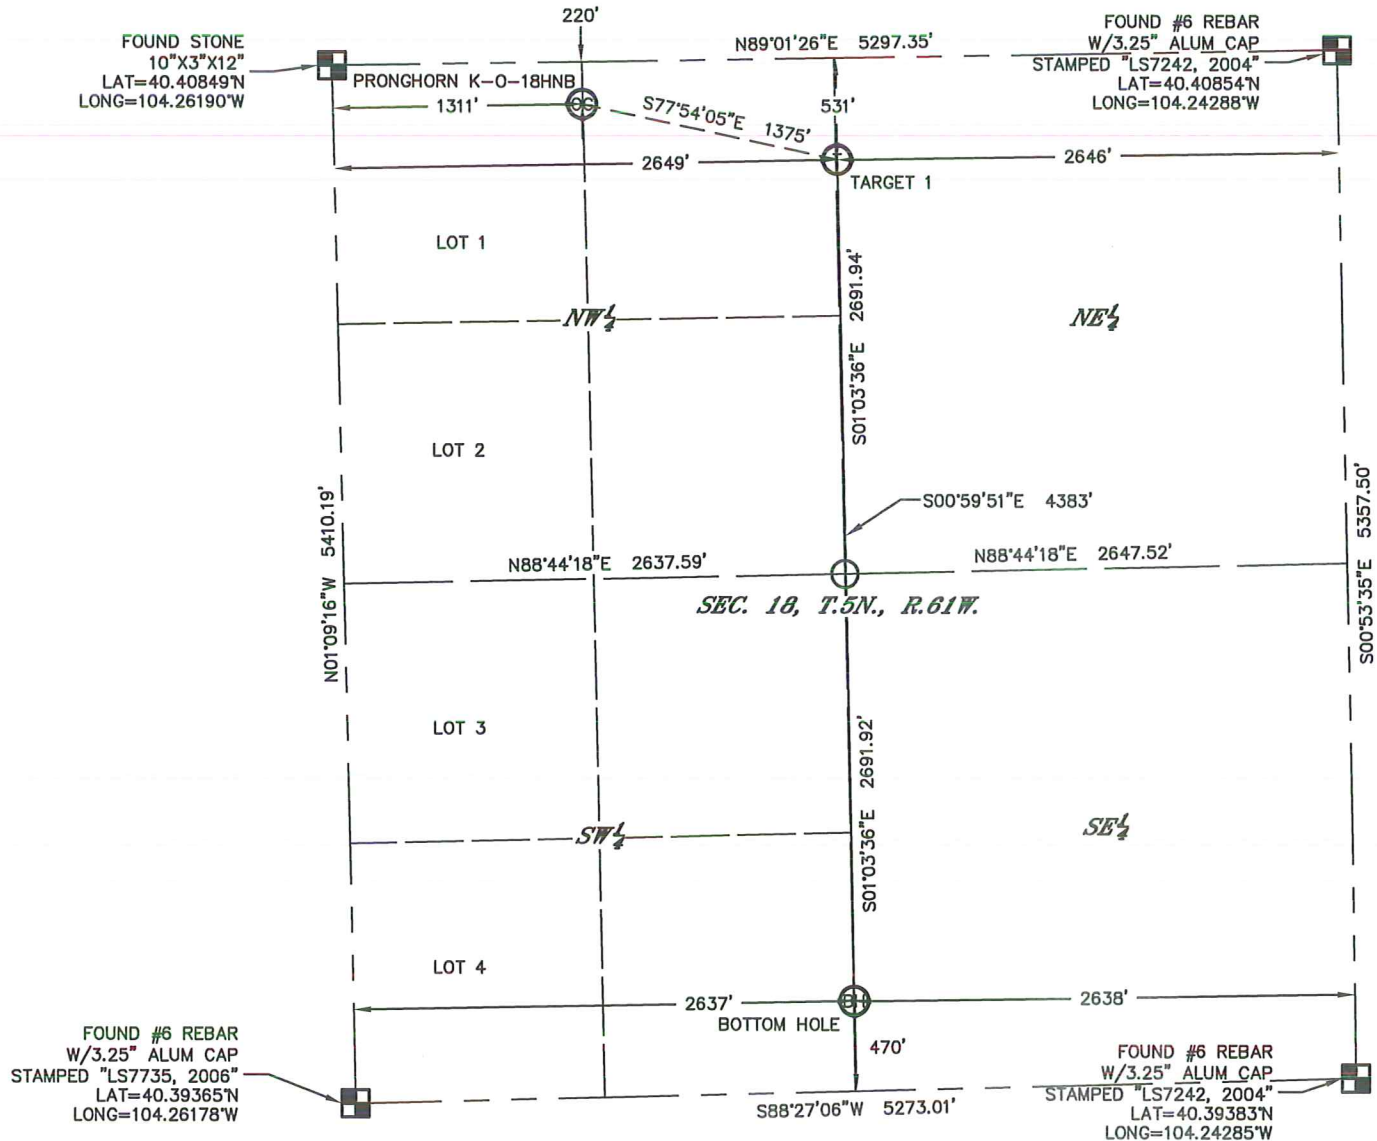 220'
FOUND STONE
10"X3"X12"
LAT=40.40849°N
LONG=104.26190°W
N89°01'26"E 5297.35'
FOUND #6 REBAR
W/3.25" ALUM CAP
STAMPED "LS7242, 2004"
LAT=40.40854°N
LONG=104.24288°W
PRONGHORN K-O-18HNB
1311'
OG
S77°54'05"E 1375'
531'
2649'
T
2646'
TARGET 1
LOT 1
NW¼
NE¼
S01°03'36"E 2691.94'
LOT 2
S00°59'51"E 4383'
N01°09'16"W 5410.19'
N88°44'18"E 2637.59'
N88°44'18"E 2647.52'
S00°53'35"E 5357.50'
SEC. 18, T.5N., R.61W.
LOT 3
S01°03'36"E 2691.92'
SW¼
SE¼
LOT 4
2637'
BH
2638'
BOTTOM HOLE
470'
FOUND #6 REBAR
W/3.25" ALUM CAP
STAMPED "LS7735, 2006"
LAT=40.39365°N
LONG=104.26178°W
S88°27'06"W 5273.01'
FOUND #6 REBAR
W/3.25" ALUM CAP
STAMPED "LS7242, 2004"
LAT=40.39383°N
LONG=104.24285°W